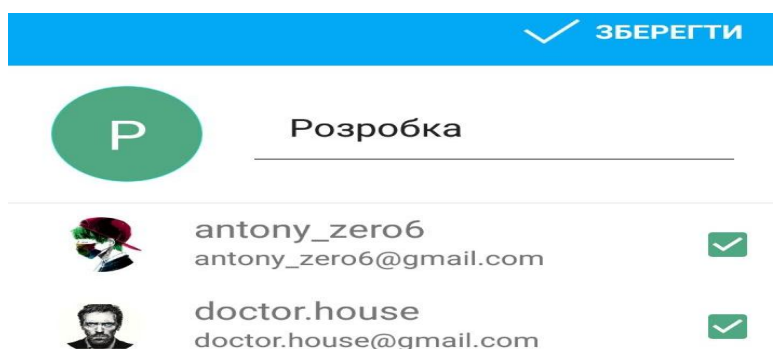 ЗБЕРЕГТИ
Р
Розробка
antony_zero6
antony_zero6@gmail.com
doctor.house
doctor.house@gmail.com